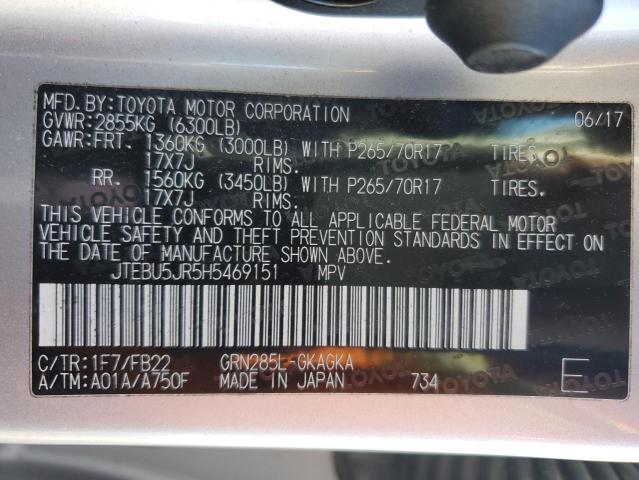 MFD. BY: TOYOTA MOTOR CORPORATION 06/17
GVWR: 2855KG (6300LB)
GAWR: FRT. 1360KG (3000LB) WITH P265/70R17 TIRES,
17X7J RIMS.
RR. 1560KG (3450LB) WITH P265/70R17 TIRES.
17X7J RIMS.
THIS VEHICLE CONFORMS TO ALL APPLICABLE FEDERAL MOTOR
VEHICLE SAFETY AND THEFT PREVENTION STANDARDS IN EFFECT ON
THE DATE OF MANUFACTURE SHOWN ABOVE.
JTEBU5JR5H5469151 MPV
C/TR: 1F7/FB22 GRN285L-GKAGKA
A/TM: A01A/A750F MADE IN JAPAN 734 E